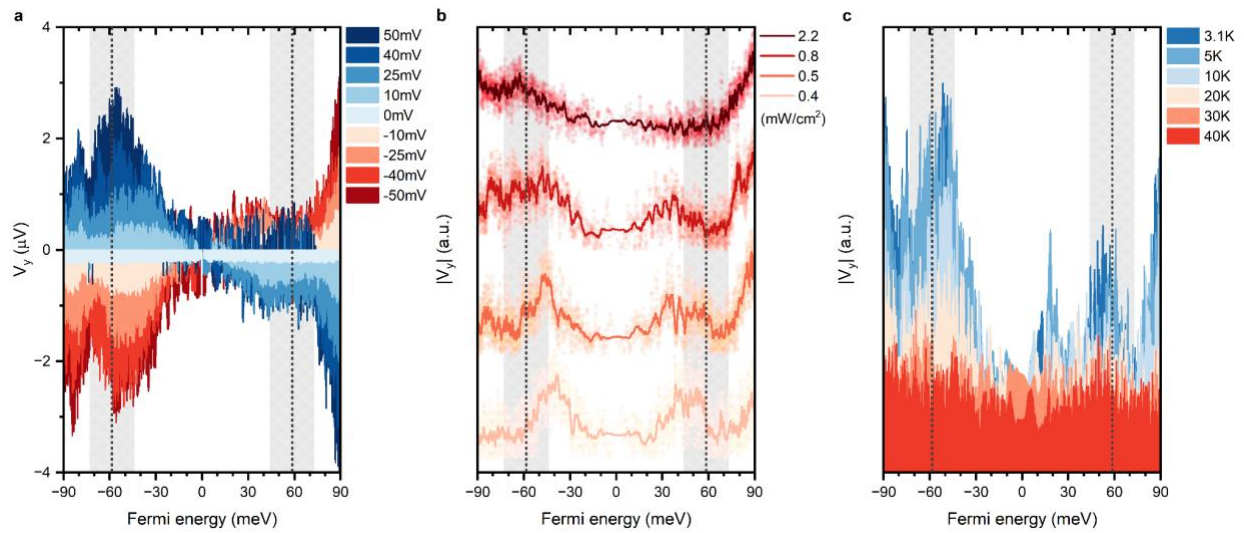 a
4
2
0
−2
−4
V_y (μV)
−90
−60
−30
0
30
60
90
Fermi energy (meV)
50mV
40mV
25mV
10mV
0mV
-10mV
-25mV
-40mV
-50mV
b
|V_y| (a.u.)
−90
−60
−30
0
30
60
90
Fermi energy (meV)
2.2
0.8
0.5
0.4
(mW/cm²)
c
|V_y| (a.u.)
−90
−60
−30
0
30
60
90
Fermi energy (meV)
3.1K
5K
10K
20K
30K
40K